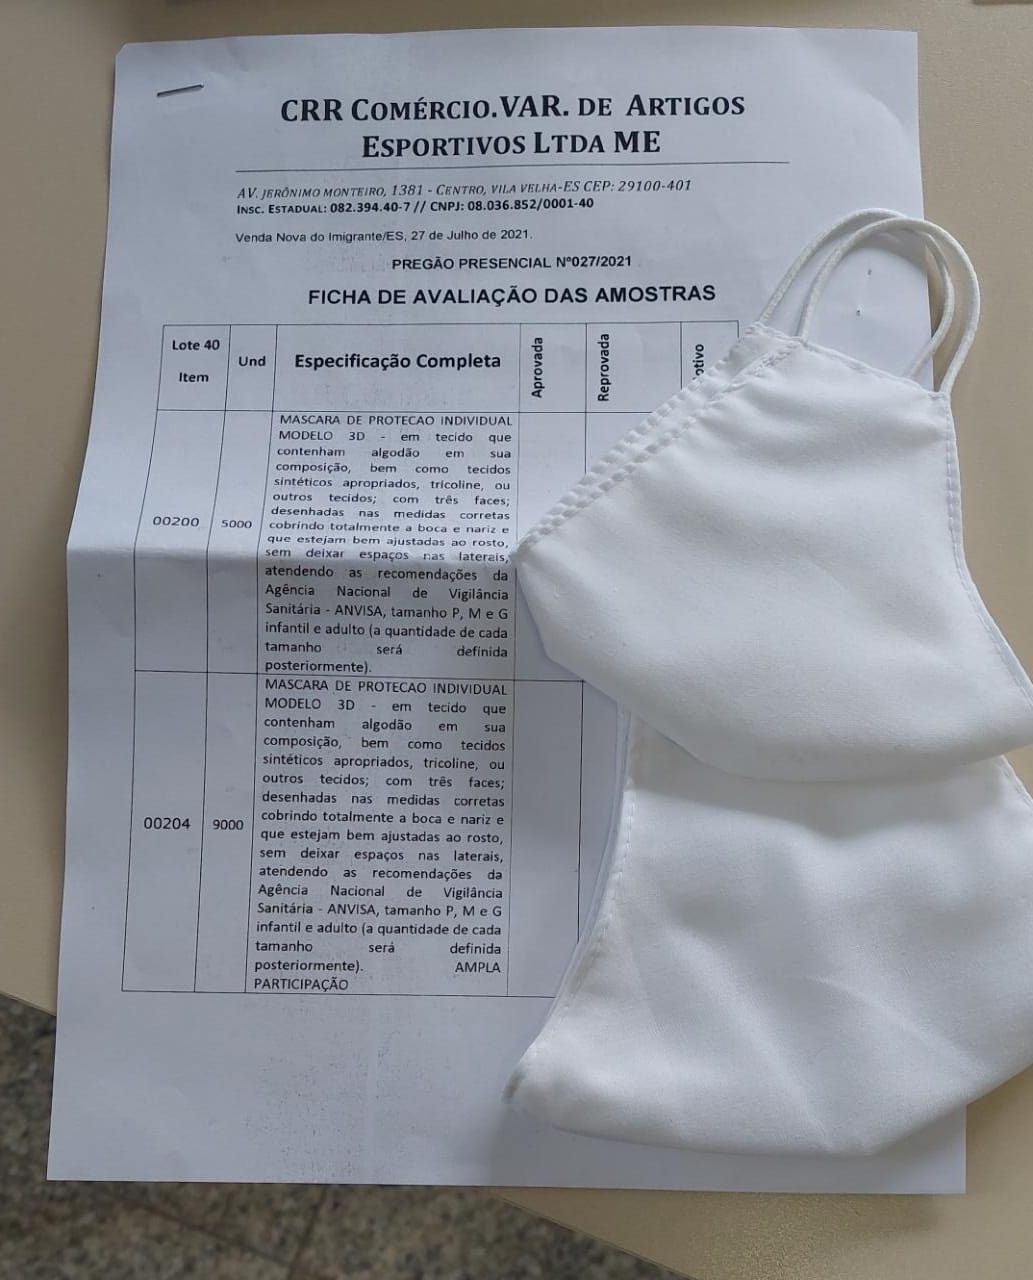 CRR COMÉRCIO.VAR. DE ARTIGOS
ESPORTIVOS LTDA ME
AV. JERÔNIMO MONTEIRO, 1381 - CENTRO, VILA VELHA-ES CEP: 29100-401
INSC. ESTADUAL: 082.394.40-7 // CNPJ: 08.036.852/0001-40
Venda Nova do Imigrante/ES, 27 de Julho de 2021.
PREGÃO PRESENCIAL Nº027/2021
FICHA DE AVALIAÇÃO DAS AMOSTRAS
Lote 40
Item
Und
Especificação Completa
Aprovada
Reprovada
00200
5000
MASCARA DE PROTECAO INDIVIDUAL
MODELO 3D - em tecido que
contenham algodão em sua
composição, bem como tecidos
sintéticos apropriados, tricoline, ou
outros tecidos; com três faces;
desenhadas nas medidas corretas
cobrindo totalmente a boca e nariz e
que estejam bem ajustadas ao rosto,
sem deixar espaços nas laterais,
atendendo as recomendações da
Agência Nacional de Vigilância
Sanitária - ANVISA, tamanho P, M e G
infantil e adulto (a quantidade de cada
tamanho será definida
posteriormente).
00204
9000
MASCARA DE PROTECAO INDIVIDUAL
MODELO 3D - em tecido que
contenham algodão em sua
composição, bem como tecidos
sintéticos apropriados, tricoline, ou
outros tecidos; com três faces;
desenhadas nas medidas corretas
cobrindo totalmente a boca e nariz e
que estejam bem ajustadas ao rosto,
sem deixar espaços nas laterais,
atendendo as recomendações da
Agência Nacional de Vigilância
Sanitária - ANVISA, tamanho P, M e G
infantil e adulto (a quantidade de cada
tamanho será definida
posteriormente). AMPLA
PARTICIPAÇÃO